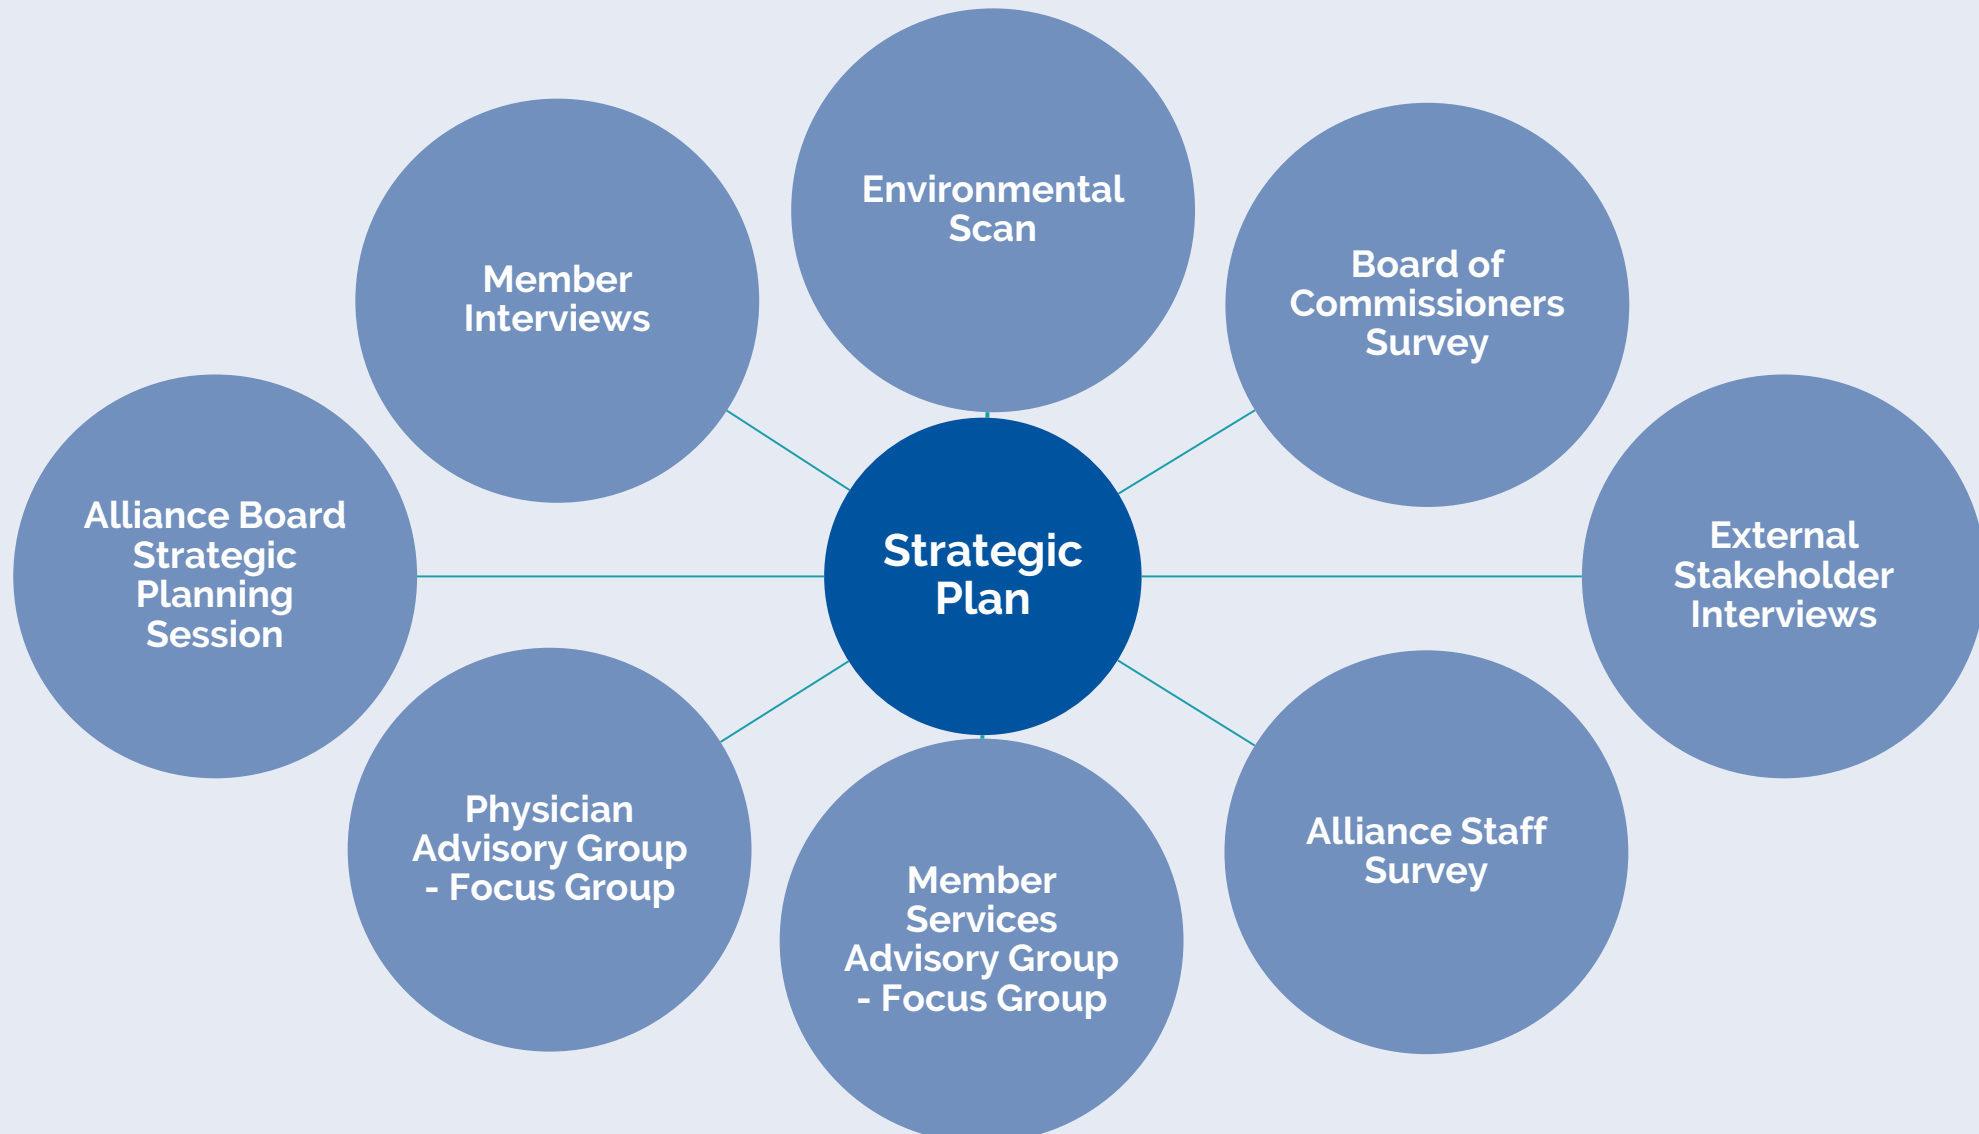 Environmental
Scan
Member
Interviews
Board of
Commissioners
Survey
Alliance Board
Strategic
Planning
Session
Strategic
Plan
External
Stakeholder
Interviews
Physician
Advisory Group
- Focus Group
Member
Services
Advisory Group
- Focus Group
Alliance Staff
Survey